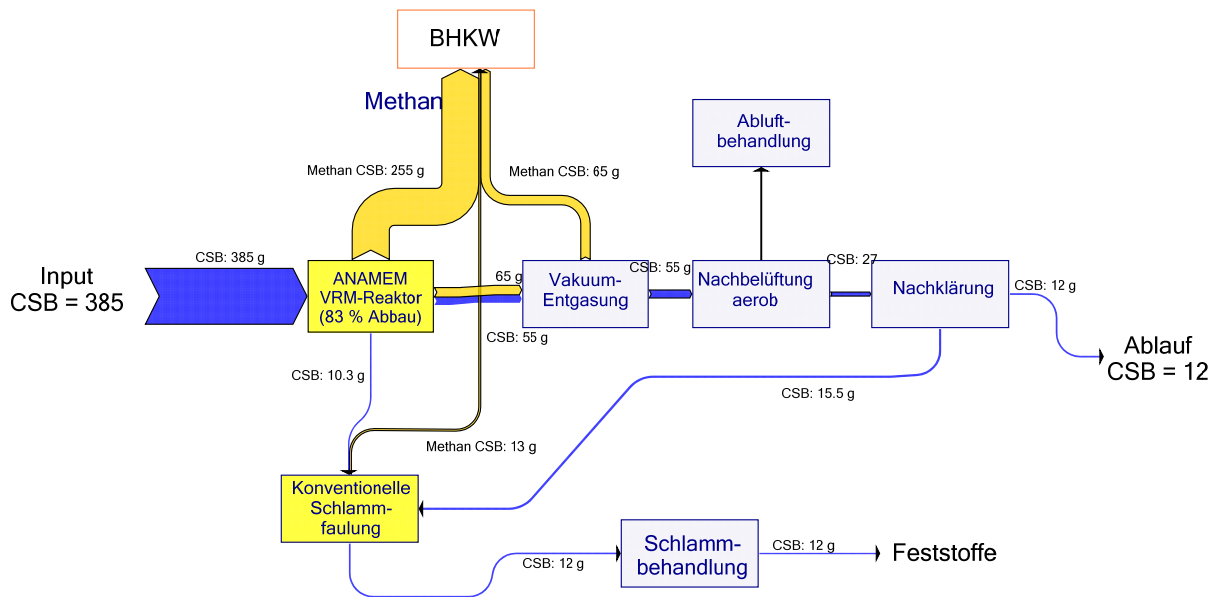 BHKW
Methan
Abluft-
behandlung
Methan CSB: 255 g
Methan CSB: 65 g
CSB: 385 g
Input
CSB = 385
ANAMEM
VRM-Reaktor
(83 % Abbau)
65 g
CSB: 55 g
Vakuum-
Entgasung
CSB: 55 g
Nachbelüftung
aerob
CSB: 27
Nachklärung
CSB: 12 g
Ablauf
CSB = 12
CSB: 10.3 g
CSB: 15.5 g
Methan CSB: 13 g
Konventionelle
Schlamm-
faulung
CSB: 12 g
Schlamm-
behandlung
CSB: 12 g
Feststoffe